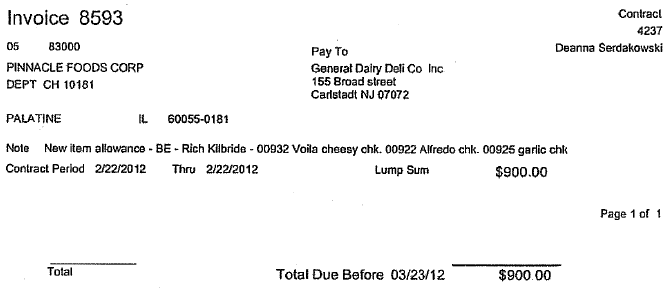 Invoice 8593
Contract
4237
Deanna Serdakowski
05 83000
PINNACLE FOODS CORP
DEPT CH 10181
PALATINE IL 60055-0181
Pay To
General Dairy Deli Co Inc
155 Broad street
Carlstadt NJ 07072
Note New item allowance - BE - Rich Kilbride - 00932 Voila cheesy chk. 00922 Alfredo chk. 00925 garlic chk
Contract Period 2/22/2012 Thru 2/22/2012 Lump Sum $900.00
Page 1 of 1
Total Total Due Before 03/23/12 $900.00